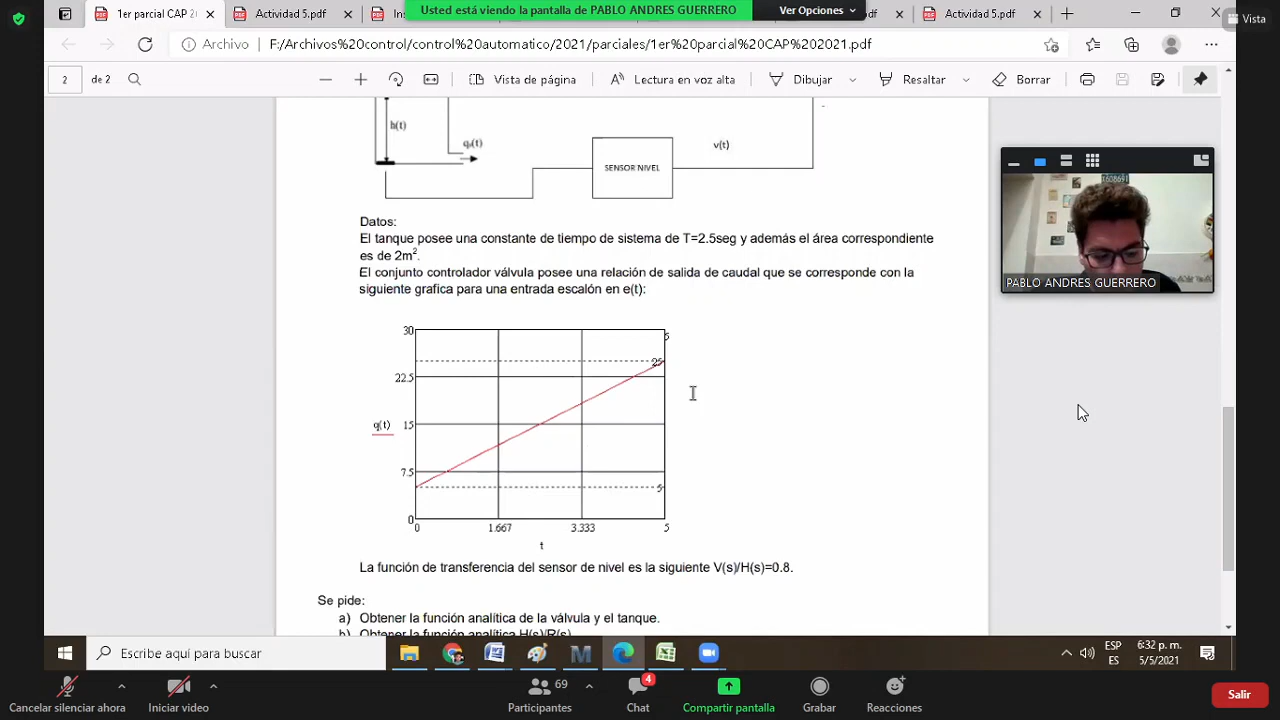 1er parcial CAP 2
Actividad 5.pdf
Usted está viendo la pantalla de PABLO ANDRES GUERRERO
Ver Opciones
Actividad 5.pdf
Vista
Archivo
F:/Archivos%20control/control%20automatico/2021/parciales/1er%20parcial%20CAP%202021.pdf
2
de 2
Vista de página
Lectura en voz alta
Dibujar
Resaltar
Borrar
h(t)
SENSOR NIVEL
v(t)
Datos:
El tanque posee una constante de tiempo de sistema de T=2.5seg y además el área correspondiente
es de 2m².
El conjunto controlador válvula posee una relación de salida de caudal que se corresponde con la
siguiente grafica para una entrada escalón en e(t):
30
25
22.5
q(t)
15
7.5
5
0
0
1.667
3.333
5
t
La función de transferencia del sensor de nivel es la siguiente V(s)/H(s)=0.8.
Se pide:
a) Obtener la función analítica de la válvula y el tanque.
b) Obtener la función analítica H(s)/R(s)
PABLO ANDRES GUERRERO
Escribe aquí para buscar
ESP
ES
6:32 p. m.
5/5/2021
Cancelar silenciar ahora
Iniciar video
69
Participantes
4
Chat
Compartir pantalla
Grabar
Reacciones
Salir